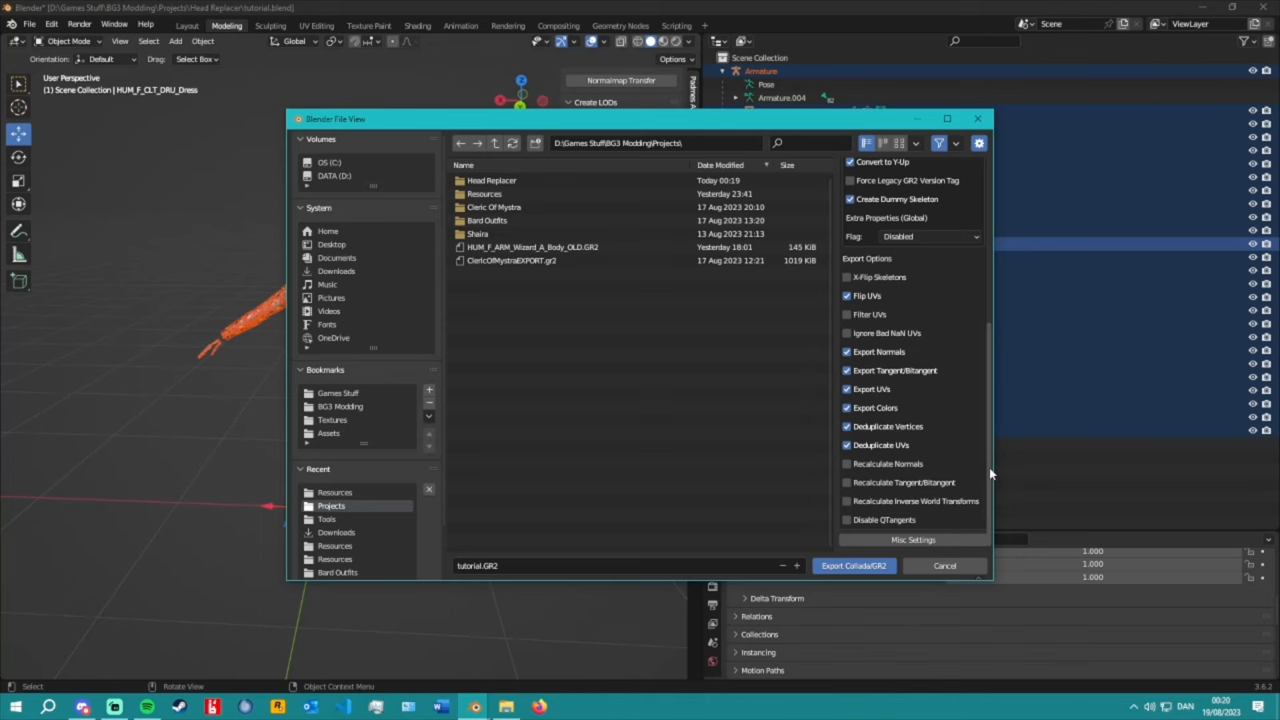 Blender* [D:\Games Stuff\BG3 Modding\Projects\Head Replacer\tutorial.blend]
File Edit Render Window Help Layout Modeling Sculpting UV Editing Texture Paint Shading Animation Rendering Compositing Geometry Nodes Scripting + Scene ViewLayer
Object Mode View Select Add Object Global
Orientation: Default Drag: Select Box Options
User Perspective
(1) Scene Collection | HUM_F_CLT_DRU_Dress
Normalmap Transfer
Create LODs
Padmes A
Scene Collection
Armature
Pose
Armature.004
Blender File View
Volumes
OS (C:)
DATA (D:)
System
Home
Desktop
Documents
Downloads
Music
Pictures
Videos
Fonts
OneDrive
Bookmarks
Games Stuff
BG3 Modding
Textures
Assets
Recent
Resources
Projects
Tools
Downloads
Resources
Resources
Bard Outfits
D:\Games Stuff\BG3 Modding\Projects\
Name Date Modified Size
Head Replacer Today 00:19
Resources Yesterday 23:41
Cleric Of Mystra 17 Aug 2023 20:10
Bard Outfits 17 Aug 2023 13:20
Shaira 13 Aug 2023 21:13
HUM_F_ARM_Wizard_A_Body_OLD.GR2 Yesterday 18:01 145 KiB
ClericOfMystraEXPORT.gr2 17 Aug 2023 12:21 1019 KiB
Convert to Y-Up
Force Legacy GR2 Version Tag
Create Dummy Skeleton
Extra Properties (Global)
Flag: Disabled
Export Options
X-Flip Skeletons
Flip UVs
Filter UVs
Ignore Bad NaN UVs
Export Normals
Export Tangent/Bitangent
Export UVs
Export Colors
Deduplicate Vertices
Deduplicate UVs
Recalculate Normals
Recalculate Tangent/Bitangent
Recalculate Inverse World Transforms
Disable QTangents
Misc Settings
tutorial.GR2 Export Collada/GR2 Cancel
1.000
1.000
1.000
Delta Transform
Relations
Collections
Instancing
Motion Paths
Select Rotate View Object Context Menu 3.6.2
DAN 00:20
19/08/2023